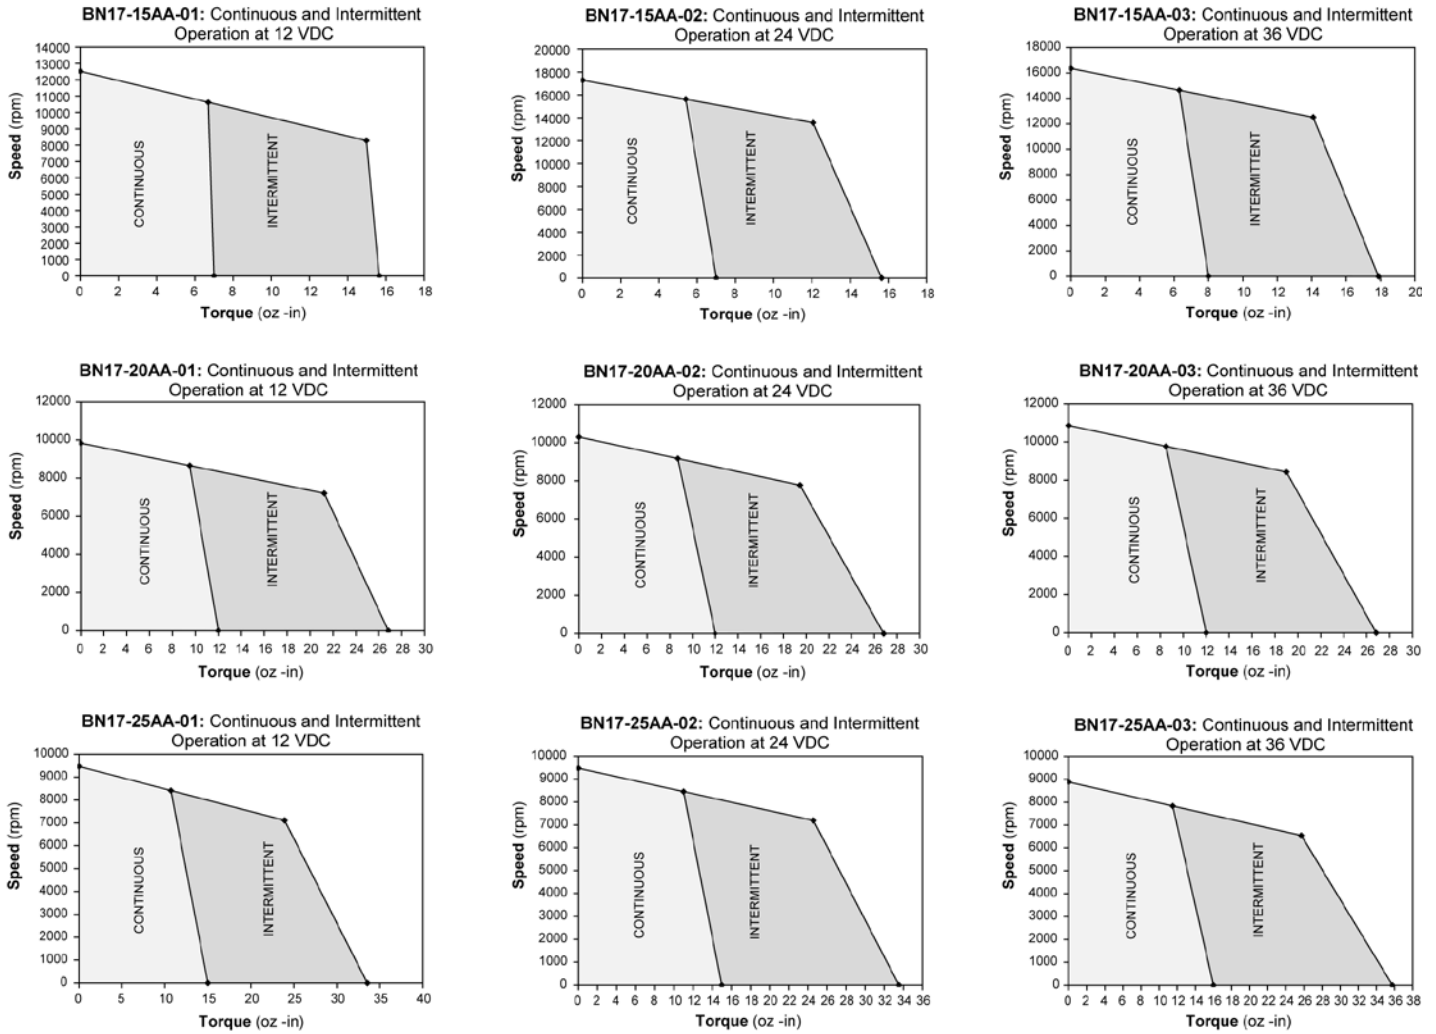 BN17-15AA-01: Continuous and Intermittent
Operation at 12 VDC
14000
13000
12000
11000
10000
9000
8000
7000
6000
5000
4000
3000
2000
1000
0
Speed (rpm)
CONTINUOUS
INTERMITTENT
0 2 4 6 8 10 12 14 16 18
Torque (oz -in)
BN17-15AA-02: Continuous and Intermittent
Operation at 24 VDC
20000
18000
16000
14000
12000
10000
8000
6000
4000
2000
0
Speed (rpm)
CONTINUOUS
INTERMITTENT
0 2 4 6 8 10 12 14 16 18
Torque (oz -in)
BN17-15AA-03: Continuous and Intermittent
Operation at 36 VDC
18000
16000
14000
12000
10000
8000
6000
4000
2000
0
Speed (rpm)
CONTINUOUS
INTERMITTENT
0 2 4 6 8 10 12 14 16 18 20
Torque (oz -in)
BN17-20AA-01: Continuous and Intermittent
Operation at 12 VDC
12000
10000
8000
6000
4000
2000
0
Speed (rpm)
CONTINUOUS
INTERMITTENT
0 2 4 6 8 10 12 14 16 18 20 22 24 26 28 30
Torque (oz -in)
BN17-20AA-02: Continuous and Intermittent
Operation at 24 VDC
12000
10000
8000
6000
4000
2000
0
Speed (rpm)
CONTINUOUS
INTERMITTENT
0 2 4 6 8 10 12 14 16 18 20 22 24 26 28 30
Torque (oz -in)
BN17-20AA-03: Continuous and Intermittent
Operation at 36 VDC
12000
10000
8000
6000
4000
2000
0
Speed (rpm)
CONTINUOUS
INTERMITTENT
0 2 4 6 8 10 12 14 16 18 20 22 24 26 28 30
Torque (oz -in)
BN17-25AA-01: Continuous and Intermittent
Operation at 12 VDC
10000
9000
8000
7000
6000
5000
4000
3000
2000
1000
0
Speed (rpm)
CONTINUOUS
INTERMITTENT
0 5 10 15 20 25 30 35 40
Torque (oz -in)
BN17-25AA-02: Continuous and Intermittent
Operation at 24 VDC
10000
9000
8000
7000
6000
5000
4000
3000
2000
1000
0
Speed (rpm)
CONTINUOUS
INTERMITTENT
0 2 4 6 8 10 12 14 16 18 20 22 24 26 28 30 32 34 36
Torque (oz -in)
BN17-25AA-03: Continuous and Intermittent
Operation at 36 VDC
10000
9000
8000
7000
6000
5000
4000
3000
2000
1000
0
Speed (rpm)
CONTINUOUS
INTERMITTENT
0 2 4 6 8 10 12 14 16 18 20 22 24 26 28 30 32 34 36 38
Torque (oz -in)